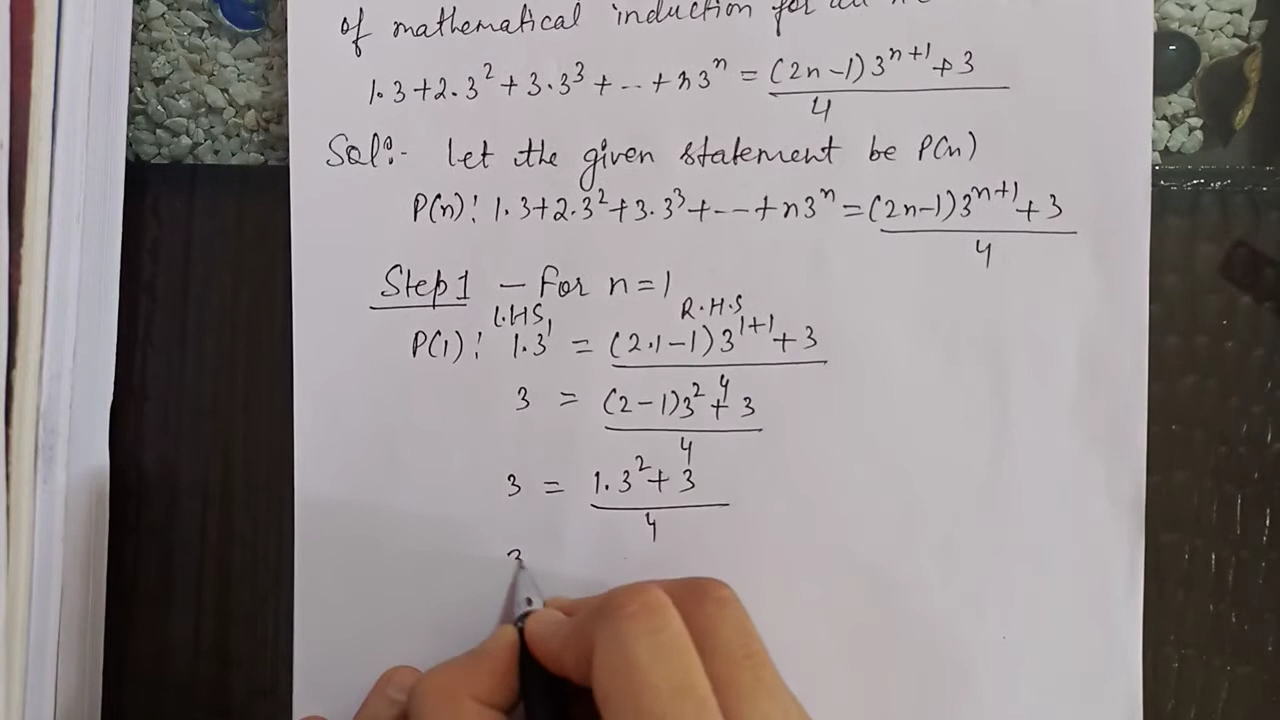 of mathematical induction for all
1.3+2.3²+3.3³+--+n3ⁿ = (2n-1)3ⁿ⁺¹+3
4
Sol:- Let the given statement be P(n)
P(n): 1.3+2.3²+3.3³+---+n3ⁿ = (2n-1)3ⁿ⁺¹+3
4
Step 1 - For n=1
L.HS, R.H.S
P(1): 1.3¹ = (2.1-1)3¹⁺¹+3
4
3 = (2-1)3²+3
4
3 = 1.3²+3
4